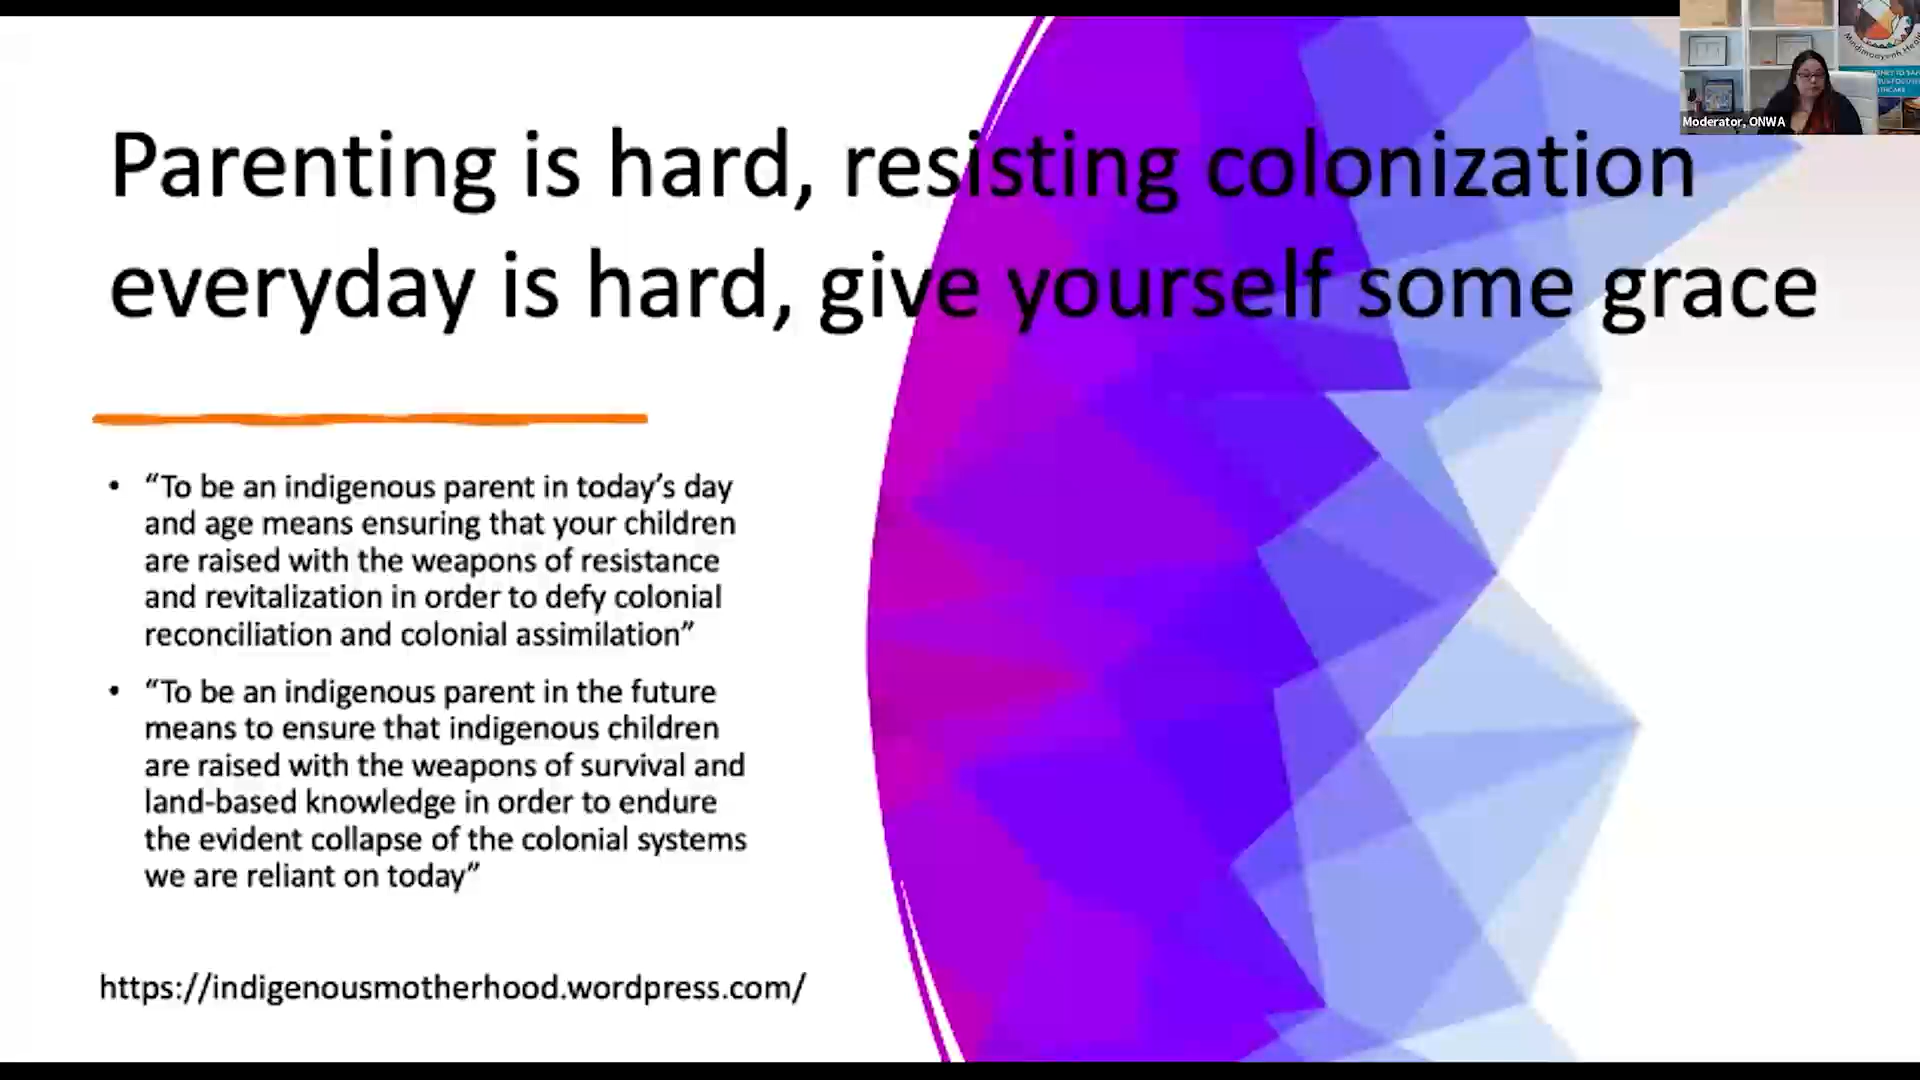 Parenting is hard, resisting colonization
everyday is hard, give yourself some grace
• “To be an indigenous parent in today’s day
and age means ensuring that your children
are raised with the weapons of resistance
and revitalization in order to defy colonial
reconciliation and colonial assimilation”
• “To be an indigenous parent in the future
means to ensure that indigenous children
are raised with the weapons of survival and
land-based knowledge in order to endure
the evident collapse of the colonial systems
we are reliant on today”
https://indigenousmotherhood.wordpress.com/
Moderator, ONWA